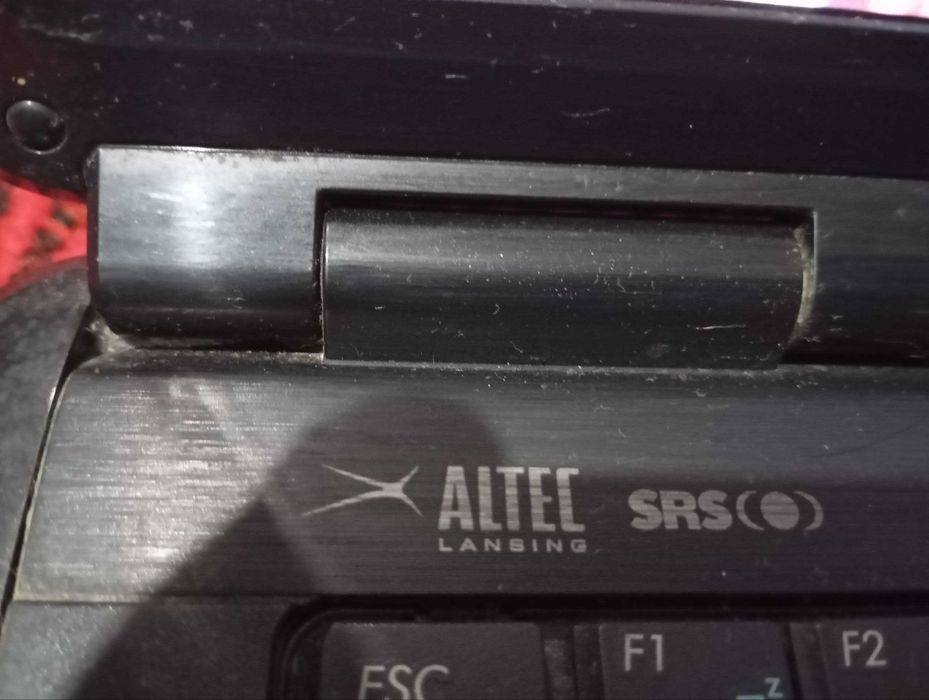 ALTEC SRS
LANSING
ESC F1 F2
z